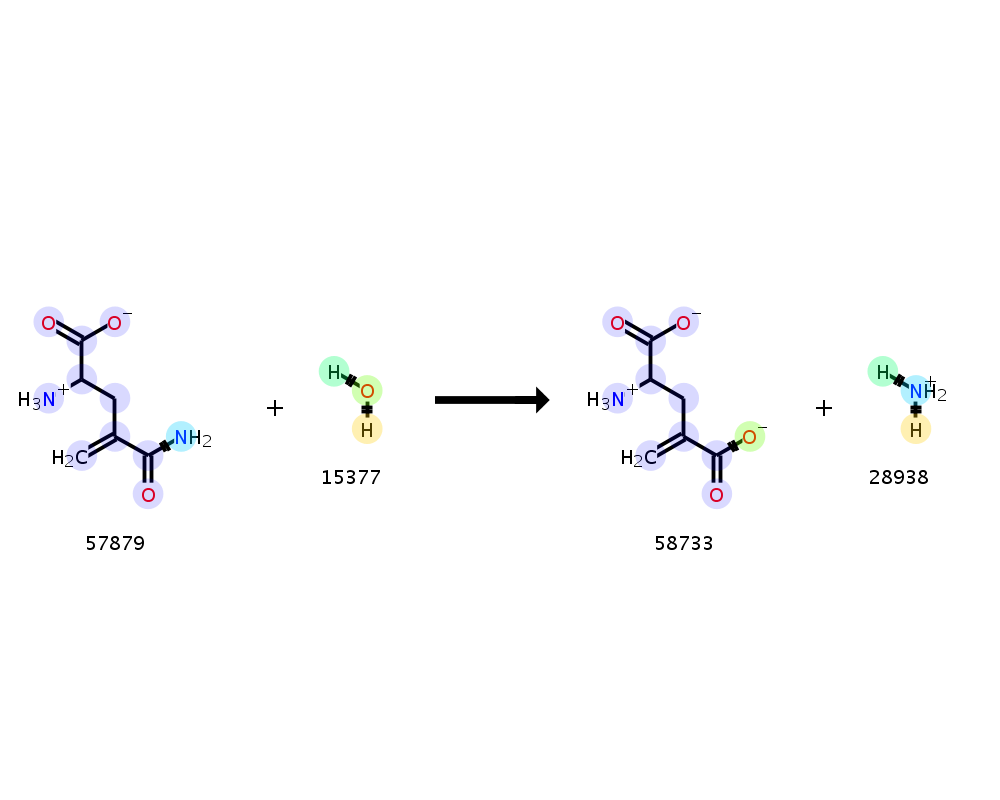 O O−
H3N+
H2C
NH2
O
57879
+
H
O
H
15377
O O−
H3N+
H2C
O−
O
58733
+
H
NH2+
H
28938